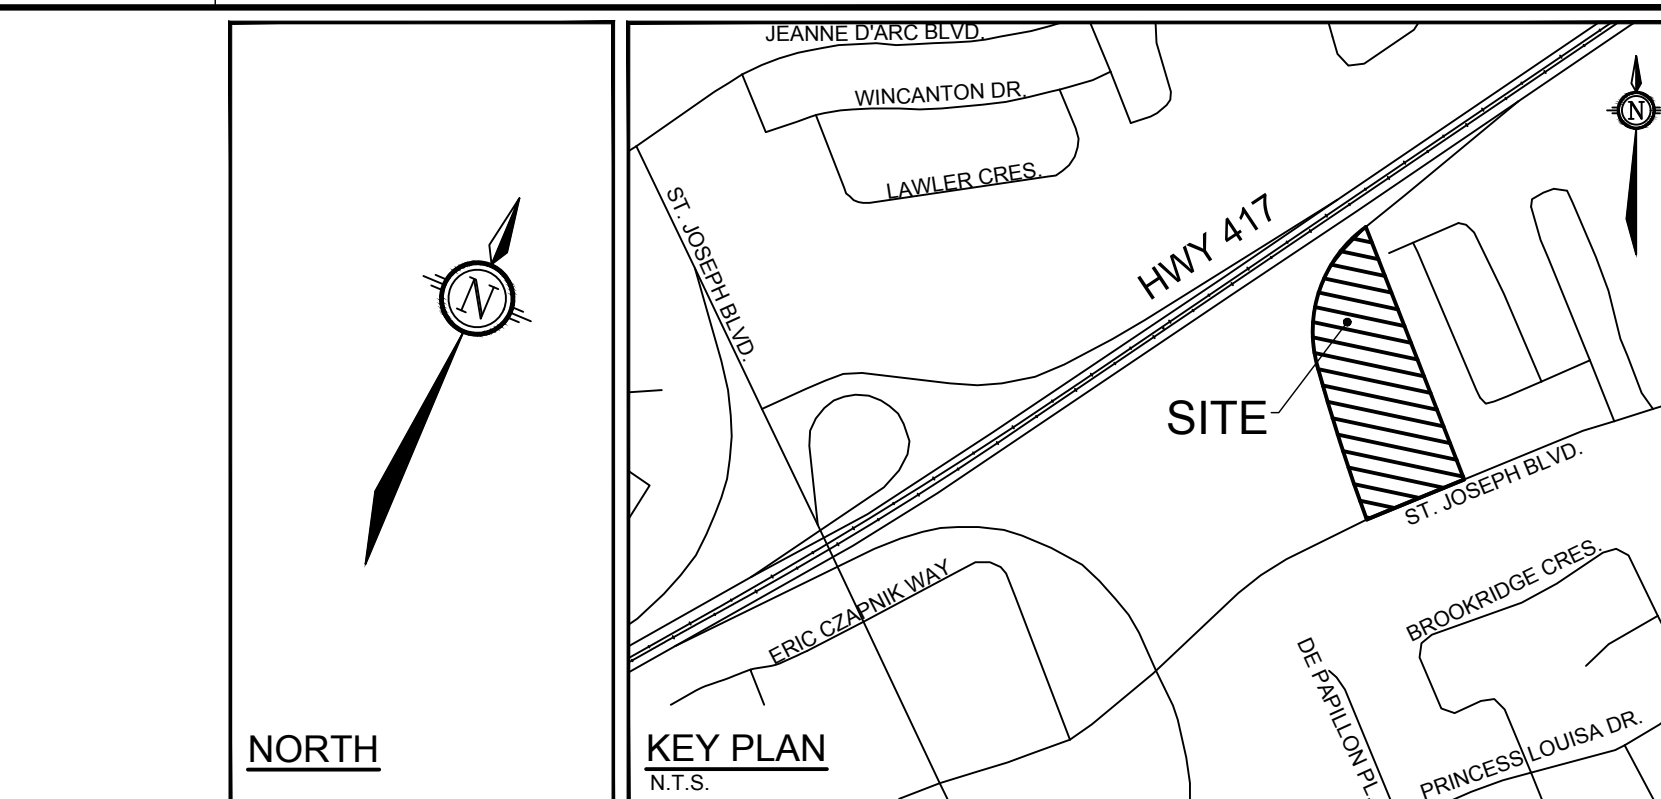 JEANNE D'ARC BLVD.
WINCANTON DR.
N
LAWLER CRES.
ST. JOSEPH BLVD.
HWY 417
N
SITE
ST. JOSEPH BLVD.
ERIC CZAPNIK WAY
BROOKRIDGE CRES.
DE PAPILLON PL.
PRINCESS LOUISA DR.
NORTH
KEY PLAN
N.T.S.